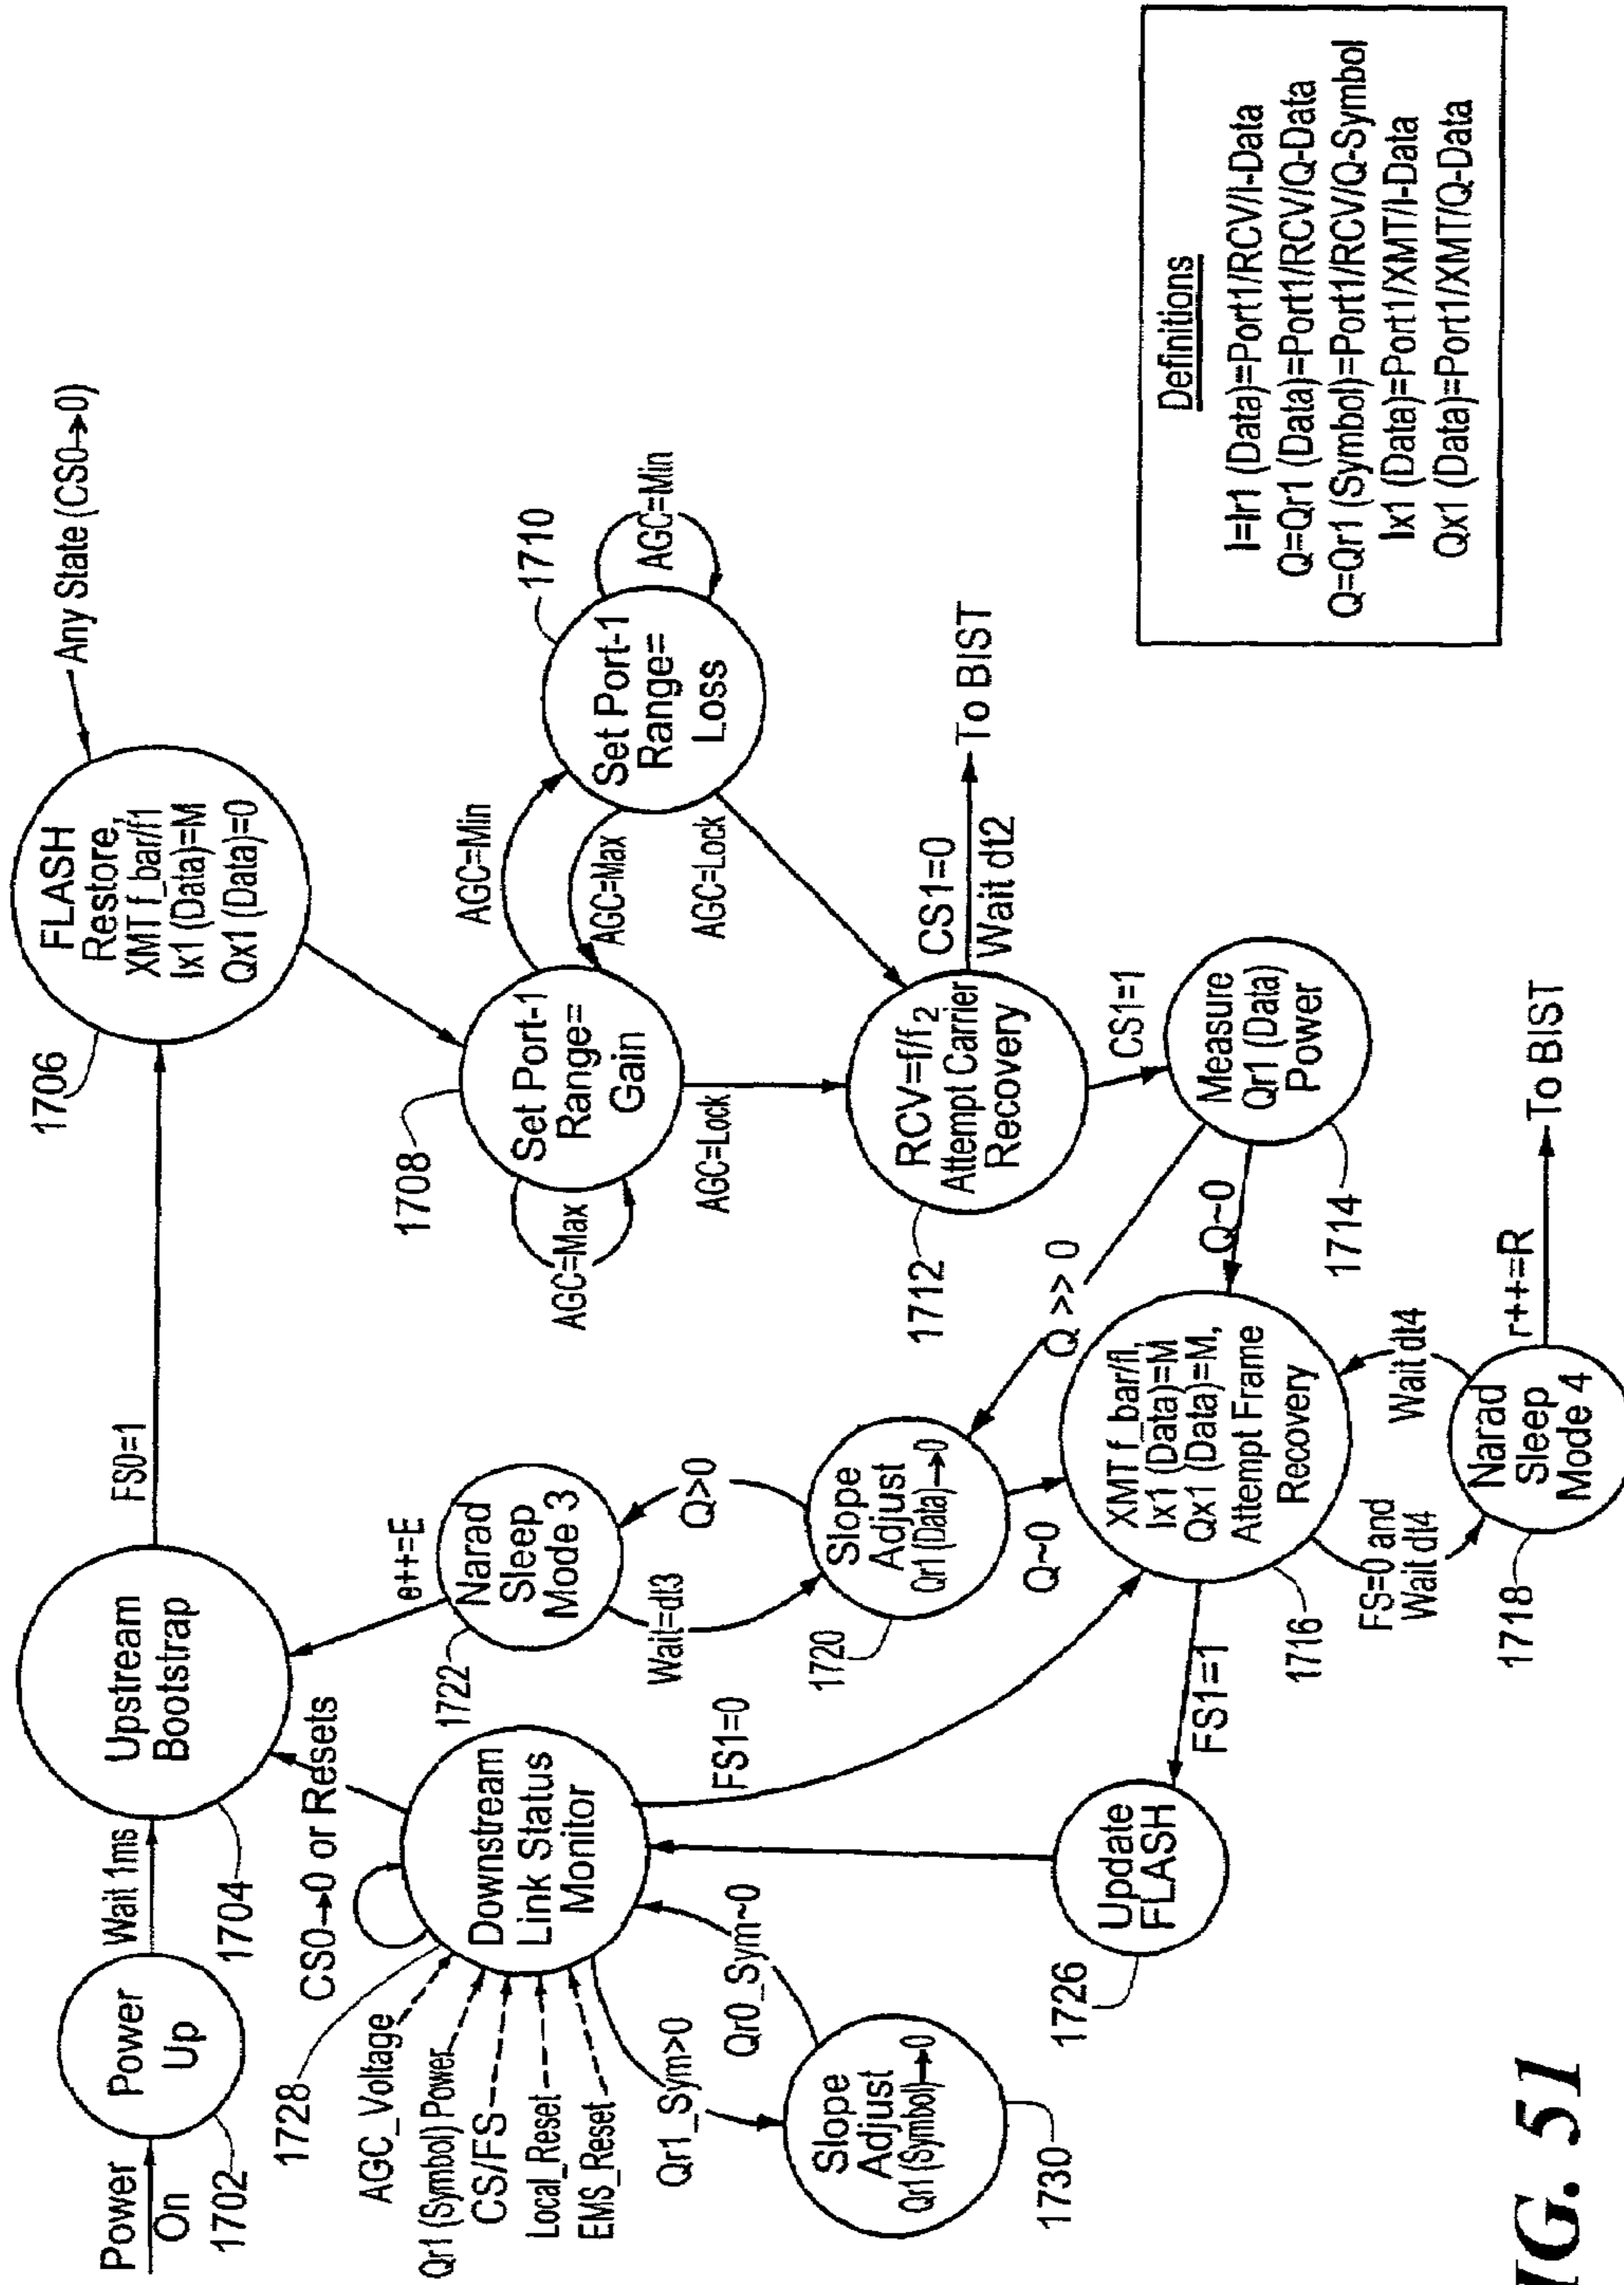 Power
On
1702
Power
Up
Wait 1ms
1704
Upstream
Bootstrap
FS0=1
1706
FLASH
Restore,
XMT f_bar/f1
Ix1 (Data)=M
Qx1 (Data)=0
Any State (CS0→0)
1708
Set Port-1
Range=
Gain
AGC=Max
AGC=Min
AGC=Max
1710
Set Port-1
Range=
Loss
AGC=Min
AGC=Lock
AGC=Lock
1712
RCV=f/f2
Attempt Carrier
Recovery
CS1=0
Wait dt2
To BIST
CS1=1
1714
Measure
Qr1 (Data)
Power
Q~0
Q >> 0
1716
XMT f_bar/fl,
Ix1 (Data)=M
Qx1 (Data)=M,
Attempt Frame
Recovery
FS=0 and
Wait dt4
Wait dt4
1718
Narad
Sleep
Mode 4
r++=R
To BIST
1720
Slope
Adjust
Qr1 (Data)→0
Q~0
Q>0
Wait=dt3
1722
Narad
Sleep
Mode 3
e++=E
FS1=1
1726
Update
FLASH
FS1=0
CS0→0 or Resets
1728
Downstream
Link Status
Monitor
AGC_Voltage
Qr1 (Symbol) Power
CS/FS
Local_Reset
EMS_Reset
Qr1_Sym>0
Qr0_Sym~0
1730
Slope
Adjust
Qr1 (Symbol)→0
Definitions
I=Ir1 (Data)=Port1/RCV/I-Data
Q=Qr1 (Data)=Port1/RCV/Q-Data
Q=Qr1 (Symbol)=Port1/RCV/Q-Symbol
Ix1 (Data)=Port1/XMT/I-Data
Qx1 (Data)=Port1/XMT/Q-Data
IG. 51